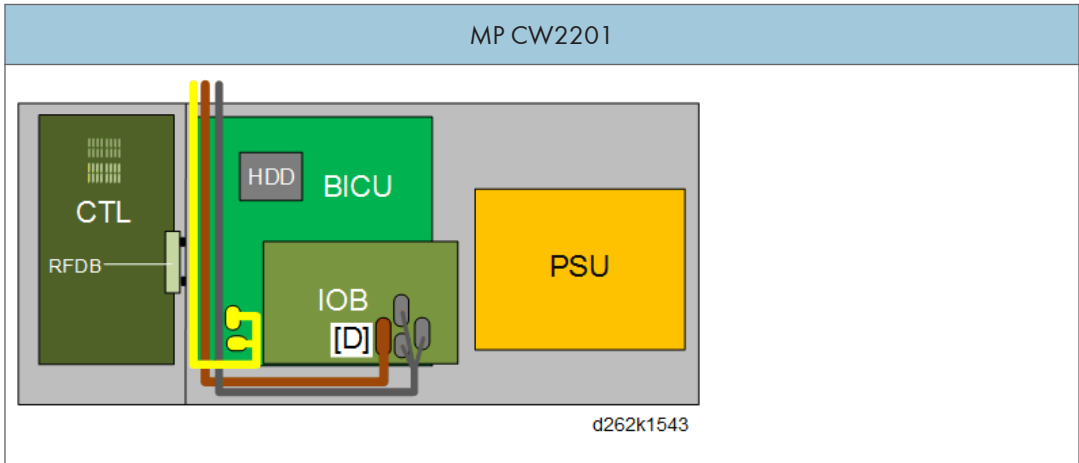 MP CW2201
HDD
BICU
CTL
RFDB
PSU
IOB
[D]
d262k1543